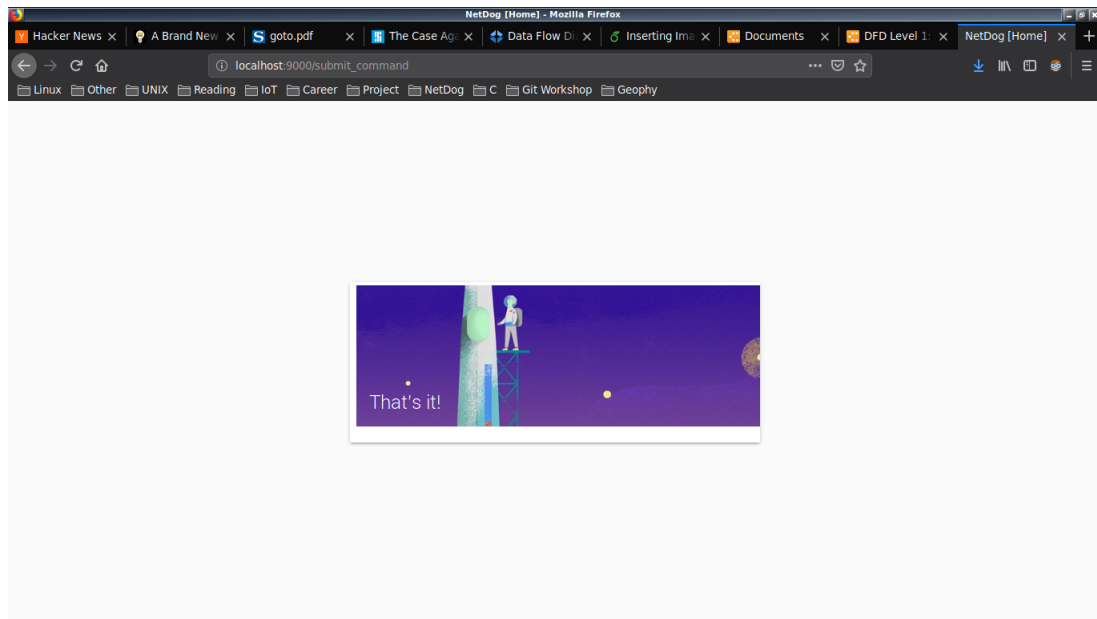 NetDog [Home] - Mozilla Firefox
Hacker News A Brand New goto.pdf The Case Aga Data Flow Di Inserting Ima Documents DFD Level 1: NetDog [Home]
localhost:9000/submit_command
Linux Other UNIX Reading IoT Career Project NetDog C Git Workshop Geophy
That's it!